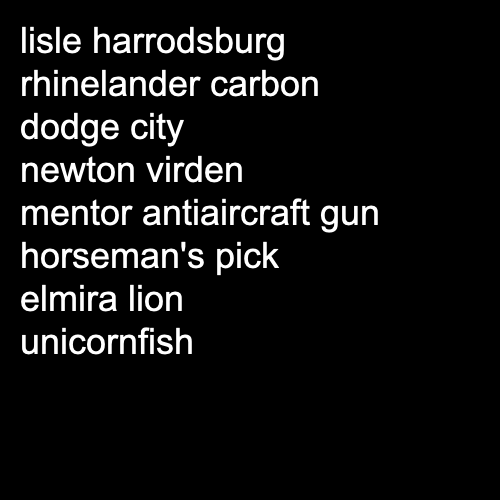 lisle harrodsburg
rhinelander carbon
dodge city
newton virden
mentor antiaircraft gun
horseman's pick
elmira lion
unicornfish